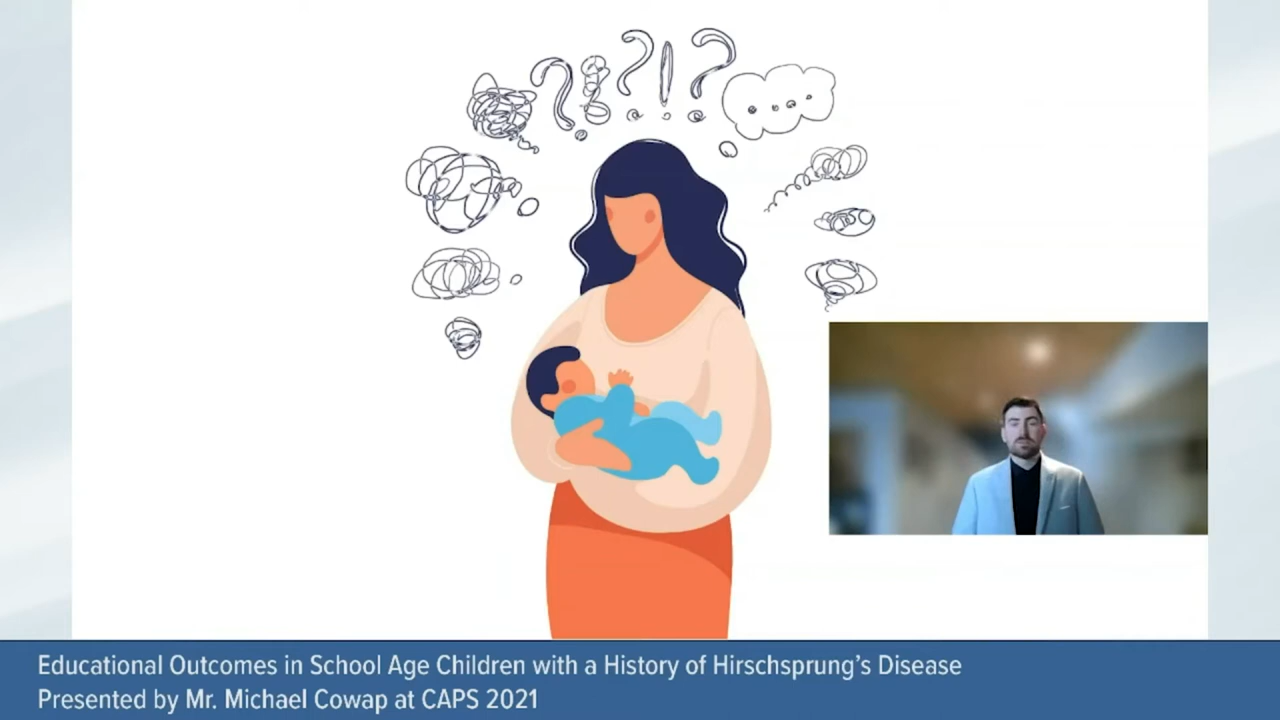 ? ! ? ! ?
Educational Outcomes in School Age Children with a History of Hirschsprung's Disease
Presented by Mr. Michael Cowap at CAPS 2021